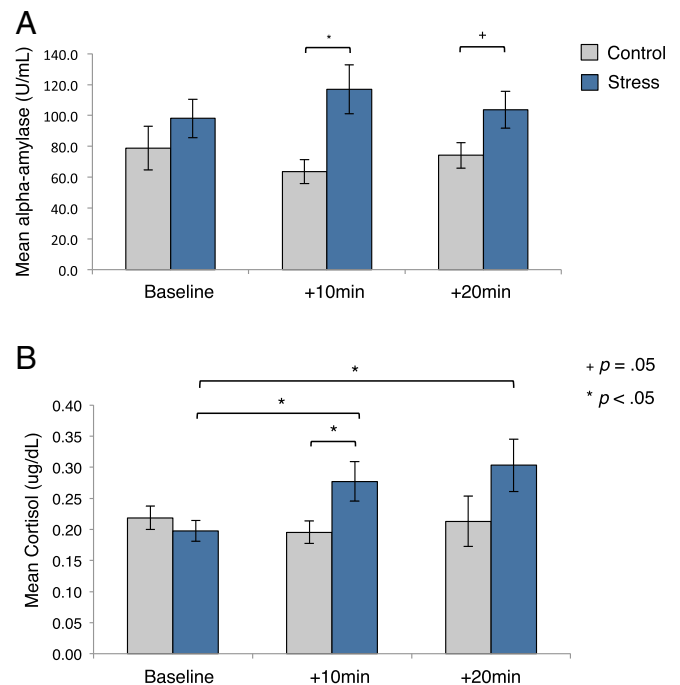 A
Mean alpha-amylase (U/mL)
140.0
120.0
100.0
80.0
60.0
40.0
20.0
0.0
*
+
Control
Stress
Baseline
+10min
+20min
B
Mean Cortisol (ug/dL)
0.40
0.35
0.30
0.25
0.20
0.15
0.10
0.05
0.00
*
*
*
+ p = .05
* p < .05
Baseline
+10min
+20min